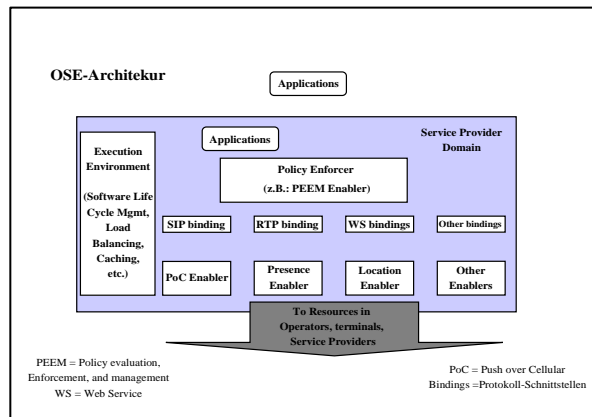 OSE-Architekur
Applications
Service Provider
Domain
Execution
Environment
(Software Life
Cycle Mgmt,
Load
Balancing,
Caching,
etc.)
Applications
Policy Enforcer
(z.B.: PEEM Enabler)
SIP binding
RTP binding
WS bindings
Other bindings
PoC Enabler
Presence
Enabler
Location
Enabler
Other
Enablers
To Resources in
Operators, terminals,
Service Providers
PEEM = Policy evaluation,
Enforcement, and management
WS = Web Service
PoC = Push over Cellular
Bindings =Protokoll-Schnittstellen